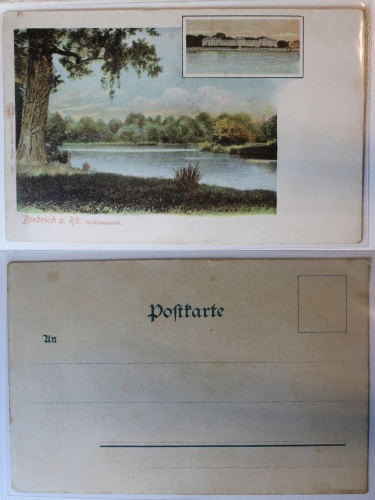 Biebrich a. Rh. Schlosspark.
Postkarte
An